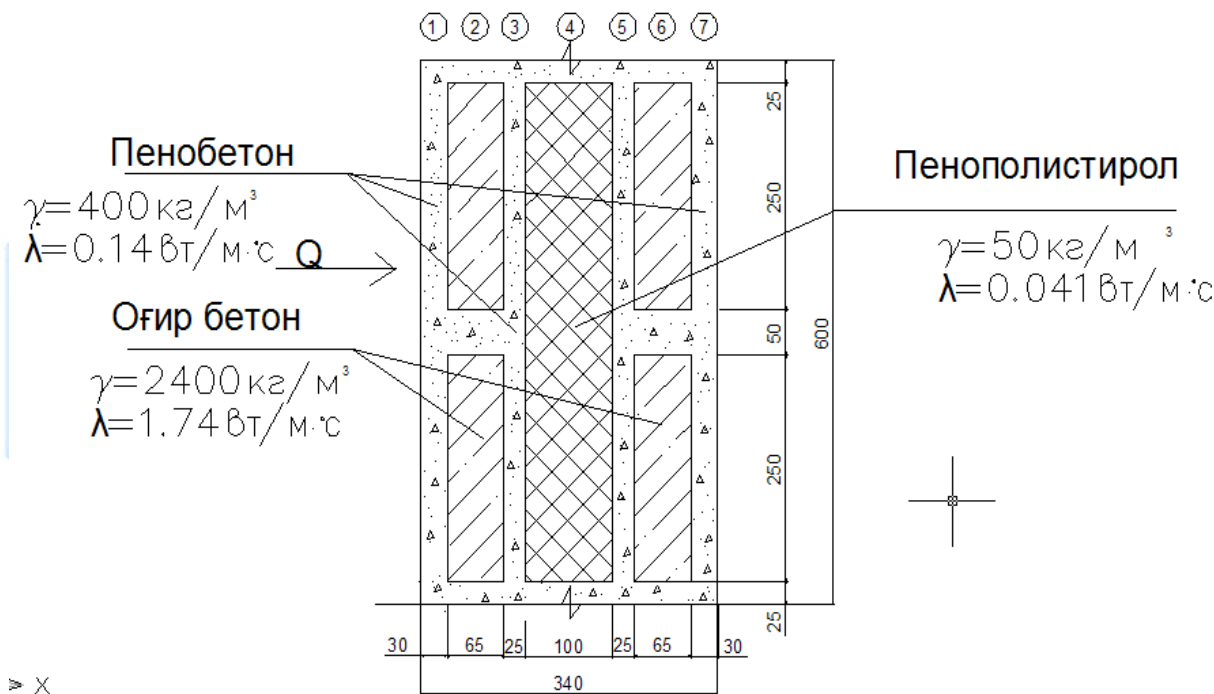 1 2 3 4 5 6 7
Пенобетон
γ=400кг/м³
λ=0.14вт/м·°с
Q
Оғир бетон
γ=2400кг/м³
λ=1.74вт/м·°с
Пенополистирол
γ=50кг/м³
λ=0.041вт/м·°с
25
250
50
250
25
600
30 65 25 100 25 65 30
340
X